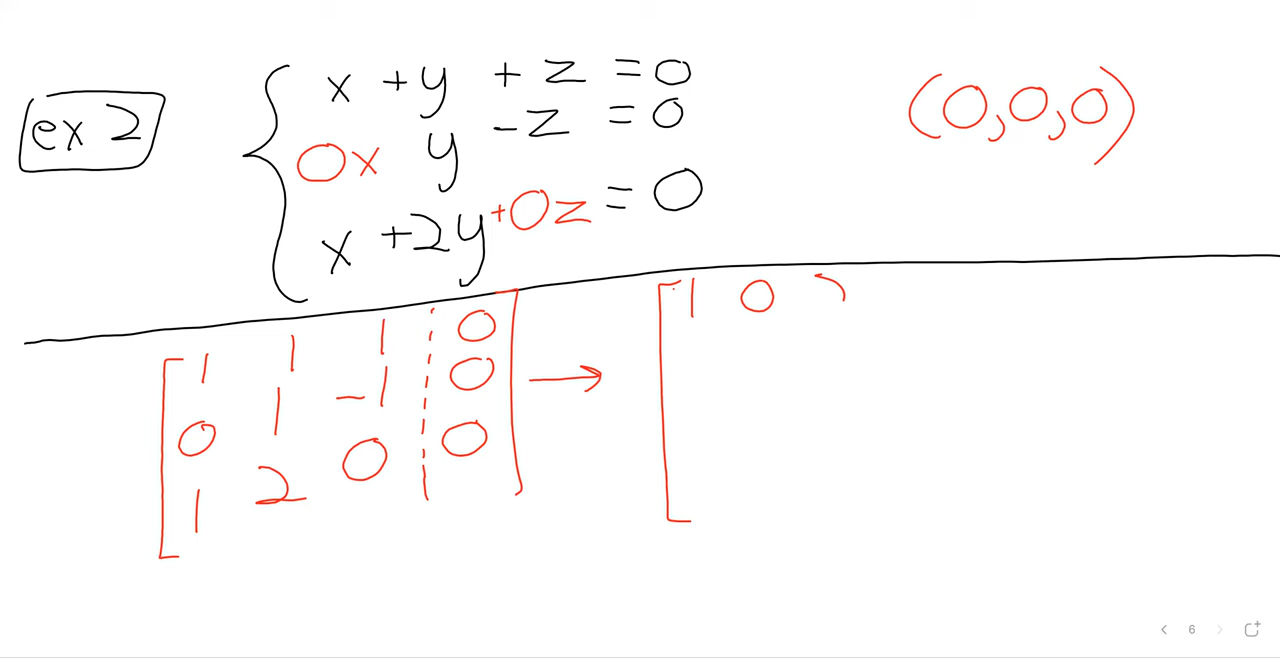 ex 2
x + y + z = 0
0x y - z = 0
x + 2y + 0z = 0
(0,0,0)
1 1 1 0
0 1 -1 0
1 2 0 0
→
1 0
6